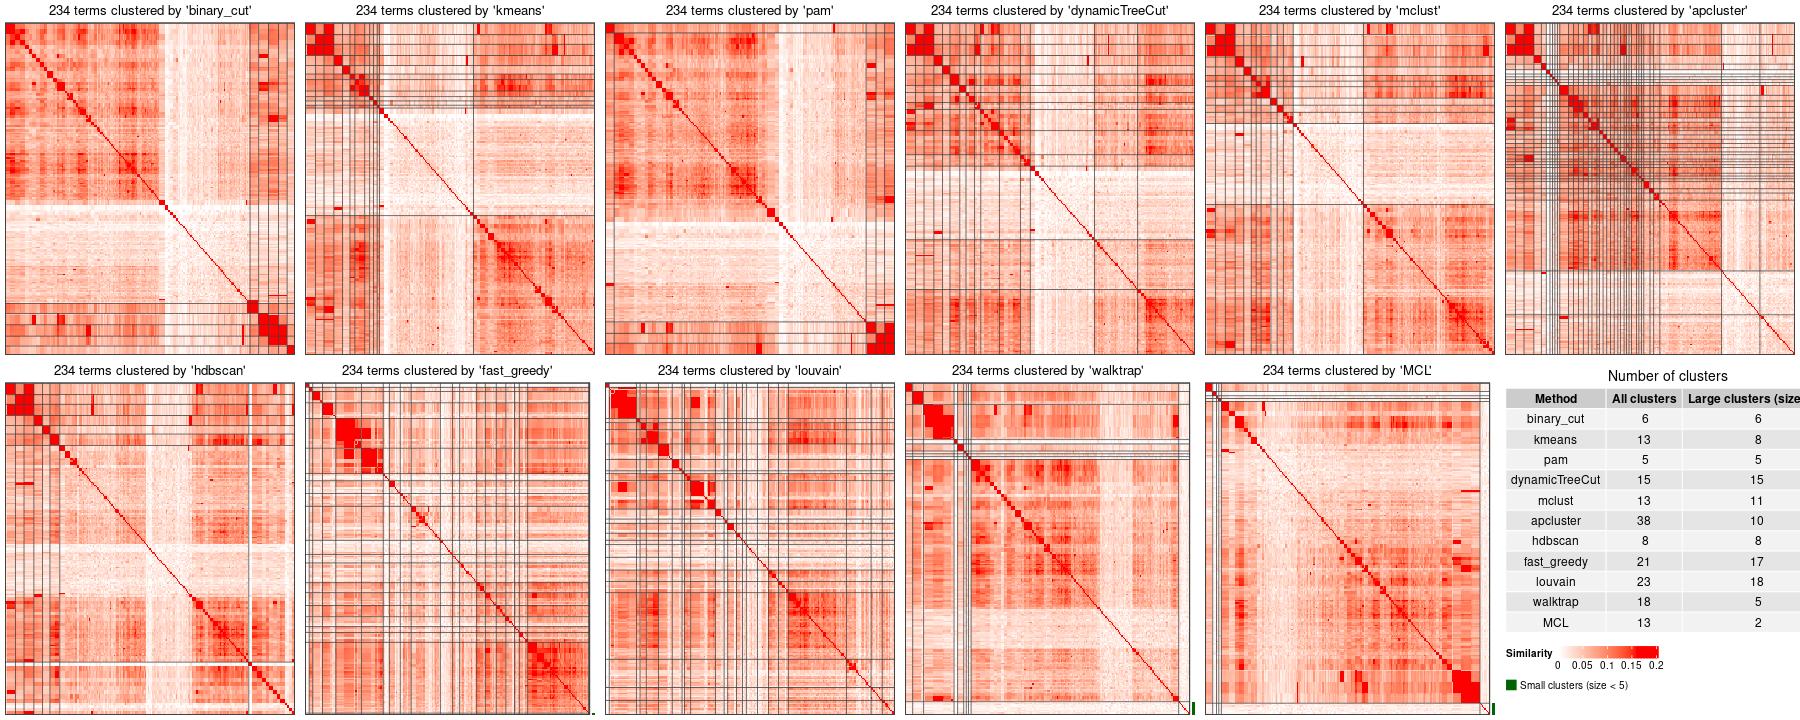 234 terms clustered by 'binary_cut'
234 terms clustered by 'kmeans'
234 terms clustered by 'pam'
234 terms clustered by 'dynamicTreeCut'
234 terms clustered by 'mclust'
234 terms clustered by 'apcluster'
234 terms clustered by 'hdbscan'
234 terms clustered by 'fast_greedy'
234 terms clustered by 'louvain'
234 terms clustered by 'walktrap'
234 terms clustered by 'MCL'
Number of clusters
Method All clusters Large clusters (size
binary_cut 6 6
kmeans 13 8
pam 5 5
dynamicTreeCut 15 15
mclust 13 11
apcluster 38 10
hdbscan 8 8
fast_greedy 21 17
louvain 23 18
walktrap 18 5
MCL 13 2
Similarity
0 0.05 0.1 0.15 0.2
Small clusters (size < 5)